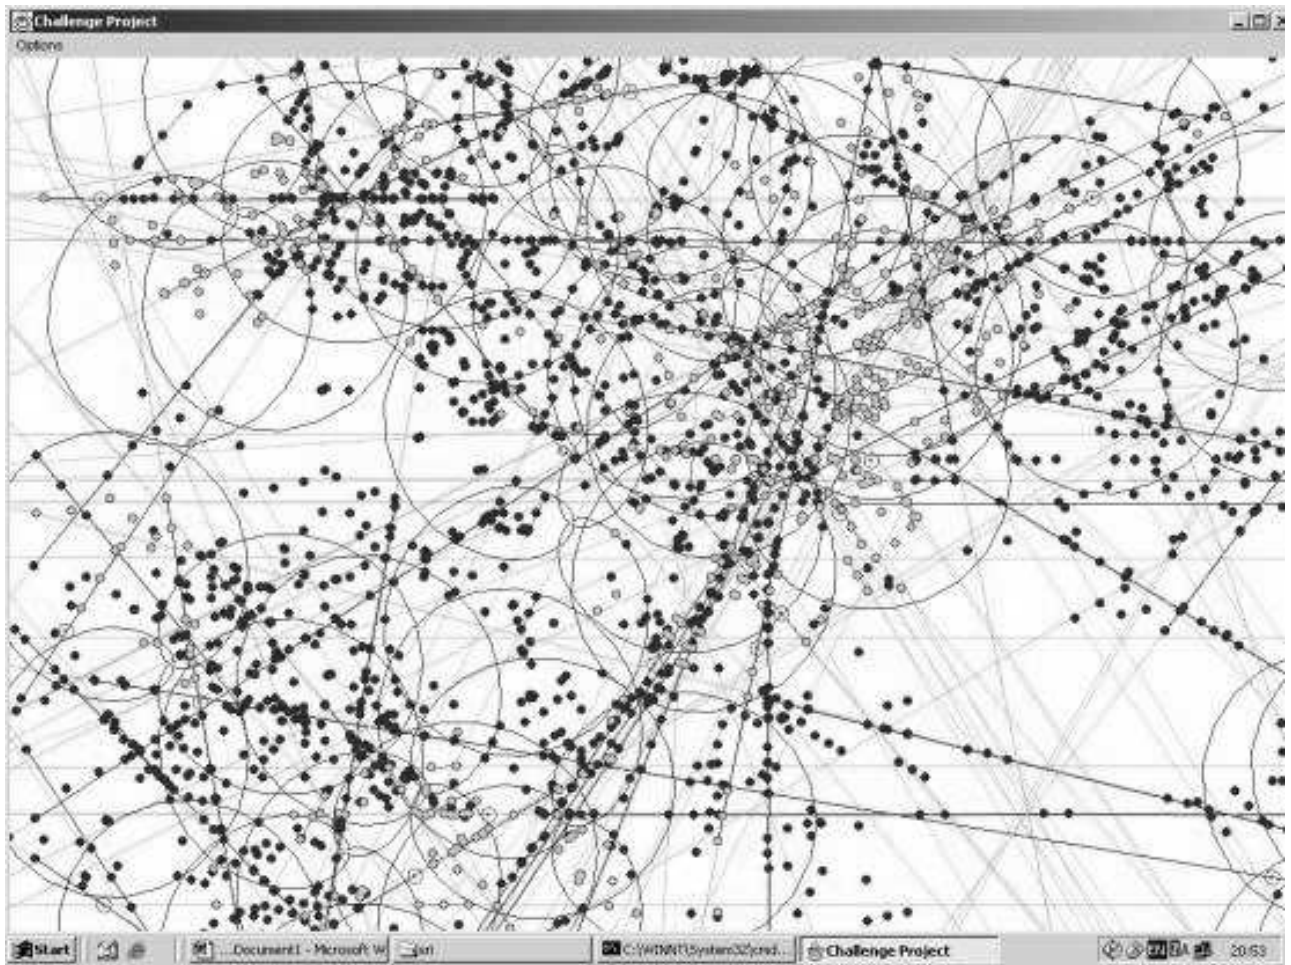 Challenge Project
Options
Start
...Document1 - Microsoft W
C:\WINNT\System32\cmd...
Challenge Project
20:53